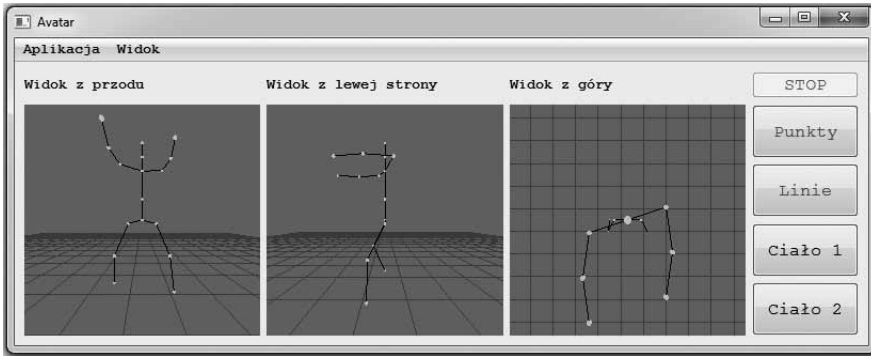 Avatar
Aplikacja Widok
Widok z przodu Widok z lewej strony Widok z góry STOP
Punkty
Linie
Ciało 1
Ciało 2